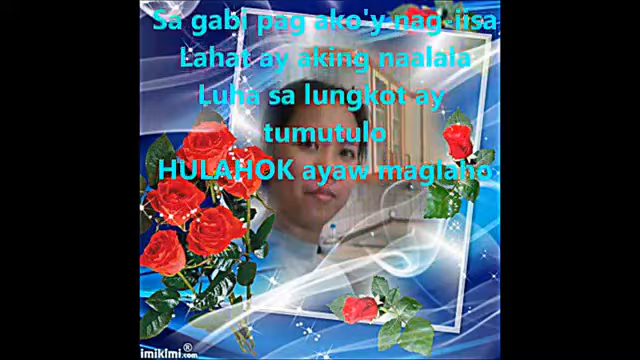 Sa gabi pag ako'y nag-iisa
Lahat ay aking naalala
Luha sa lungkot ay
tumutulo
HULAHOK ayaw maglaho
imikimi.com®